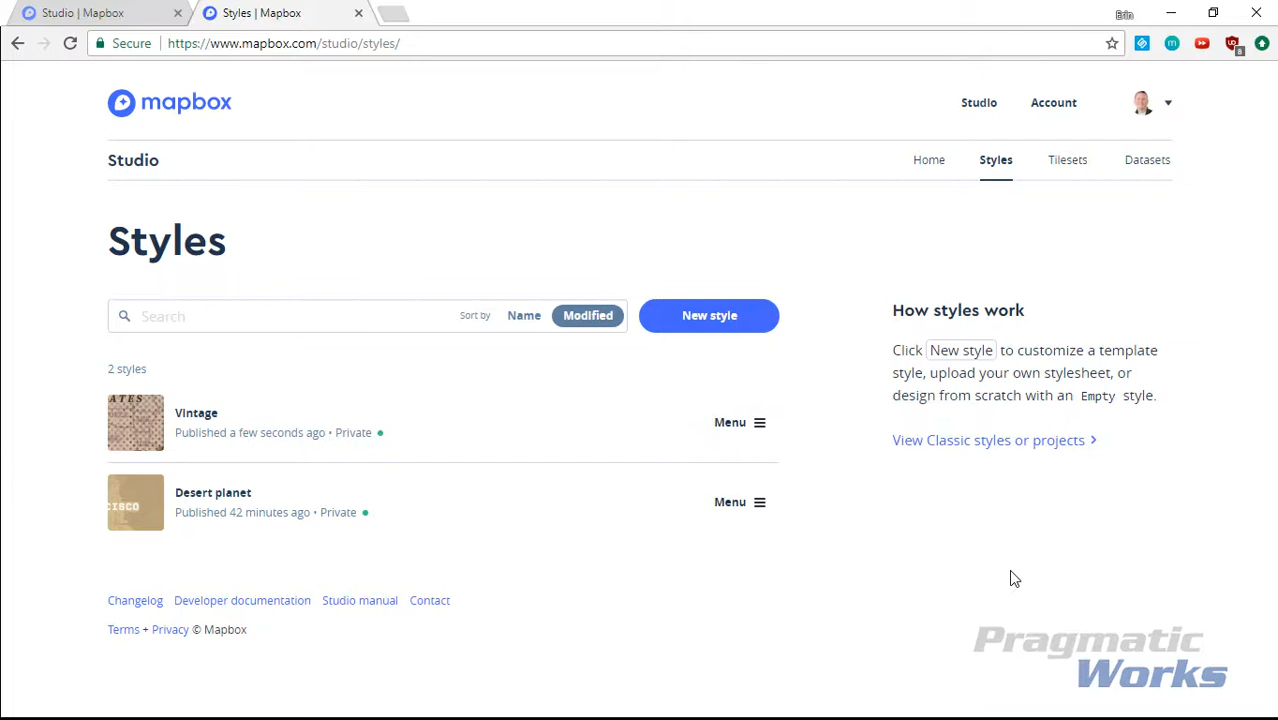 Studio | Mapbox
Styles | Mapbox
Erin
Secure
https://www.mapbox.com/studio/styles/
8
mapbox
Studio
Account
Studio
Home
Styles
Tilesets
Datasets
Styles
Search
Sort by
Name
Modified
New style
How styles work
Click New style to customize a template
style, upload your own stylesheet, or
design from scratch with an Empty style.
View Classic styles or projects
2 styles
ATES
Vintage
Published a few seconds ago • Private
Menu
CISCO
Desert planet
Published 42 minutes ago • Private
Menu
Changelog
Developer documentation
Studio manual
Contact
Terms + Privacy © Mapbox
Pragmatic
Works